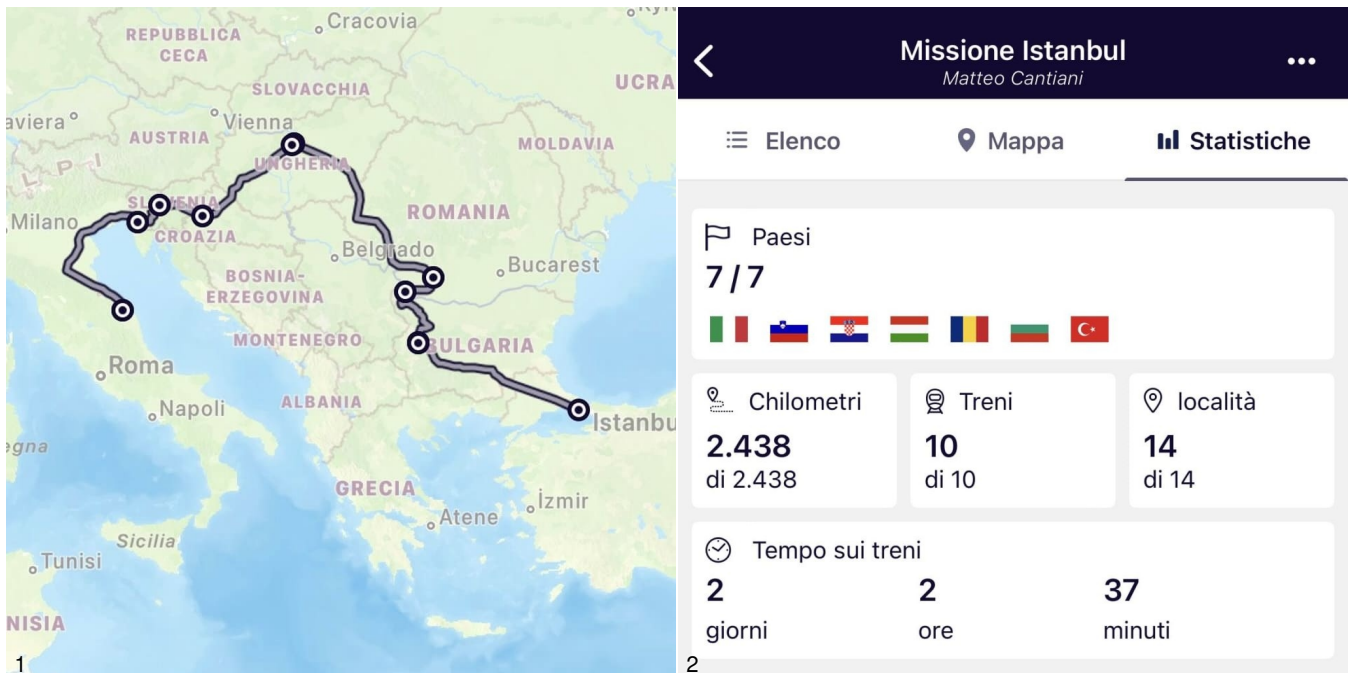 REPUBBLICA
CECA
Cracovia
UCRA
SLOVACCHIA
aviera
Vienna
AUSTRIA
MOLDAVIA
UNGHERIA
L P I
SLOVENIA
Milano
CROAZIA
ROMANIA
Belgrado
Bucarest
BOSNIA-
ERZEGOVINA
MONTENEGRO
BULGARIA
Roma
ALBANIA
Napoli
Istanbu
egna
GRECIA
İzmir
Atene
Sicilia
Tunisi
NISIA
1
Missione Istanbul
Matteo Cantiani
Elenco
Mappa
Statistiche
Paesi
7/7
Chilometri
Treni
località
2.438
10
14
di 2.438
di 10
di 14
Tempo sui treni
2
2
37
giorni
ore
minuti
2